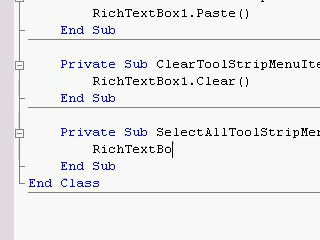 RichTextBox1.Paste()
End Sub
Private Sub ClearToolStripMenuIte
RichTextBox1.Clear()
End Sub
Private Sub SelectAllToolStripMen
RichTextBo
End Sub
End Class